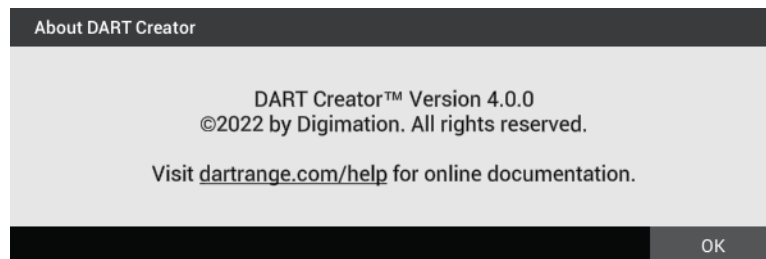 About DART Creator
DART Creator™ Version 4.0.0
©2022 by Digimation. All rights reserved.
Visit dartrange.com/help for online documentation.
OK